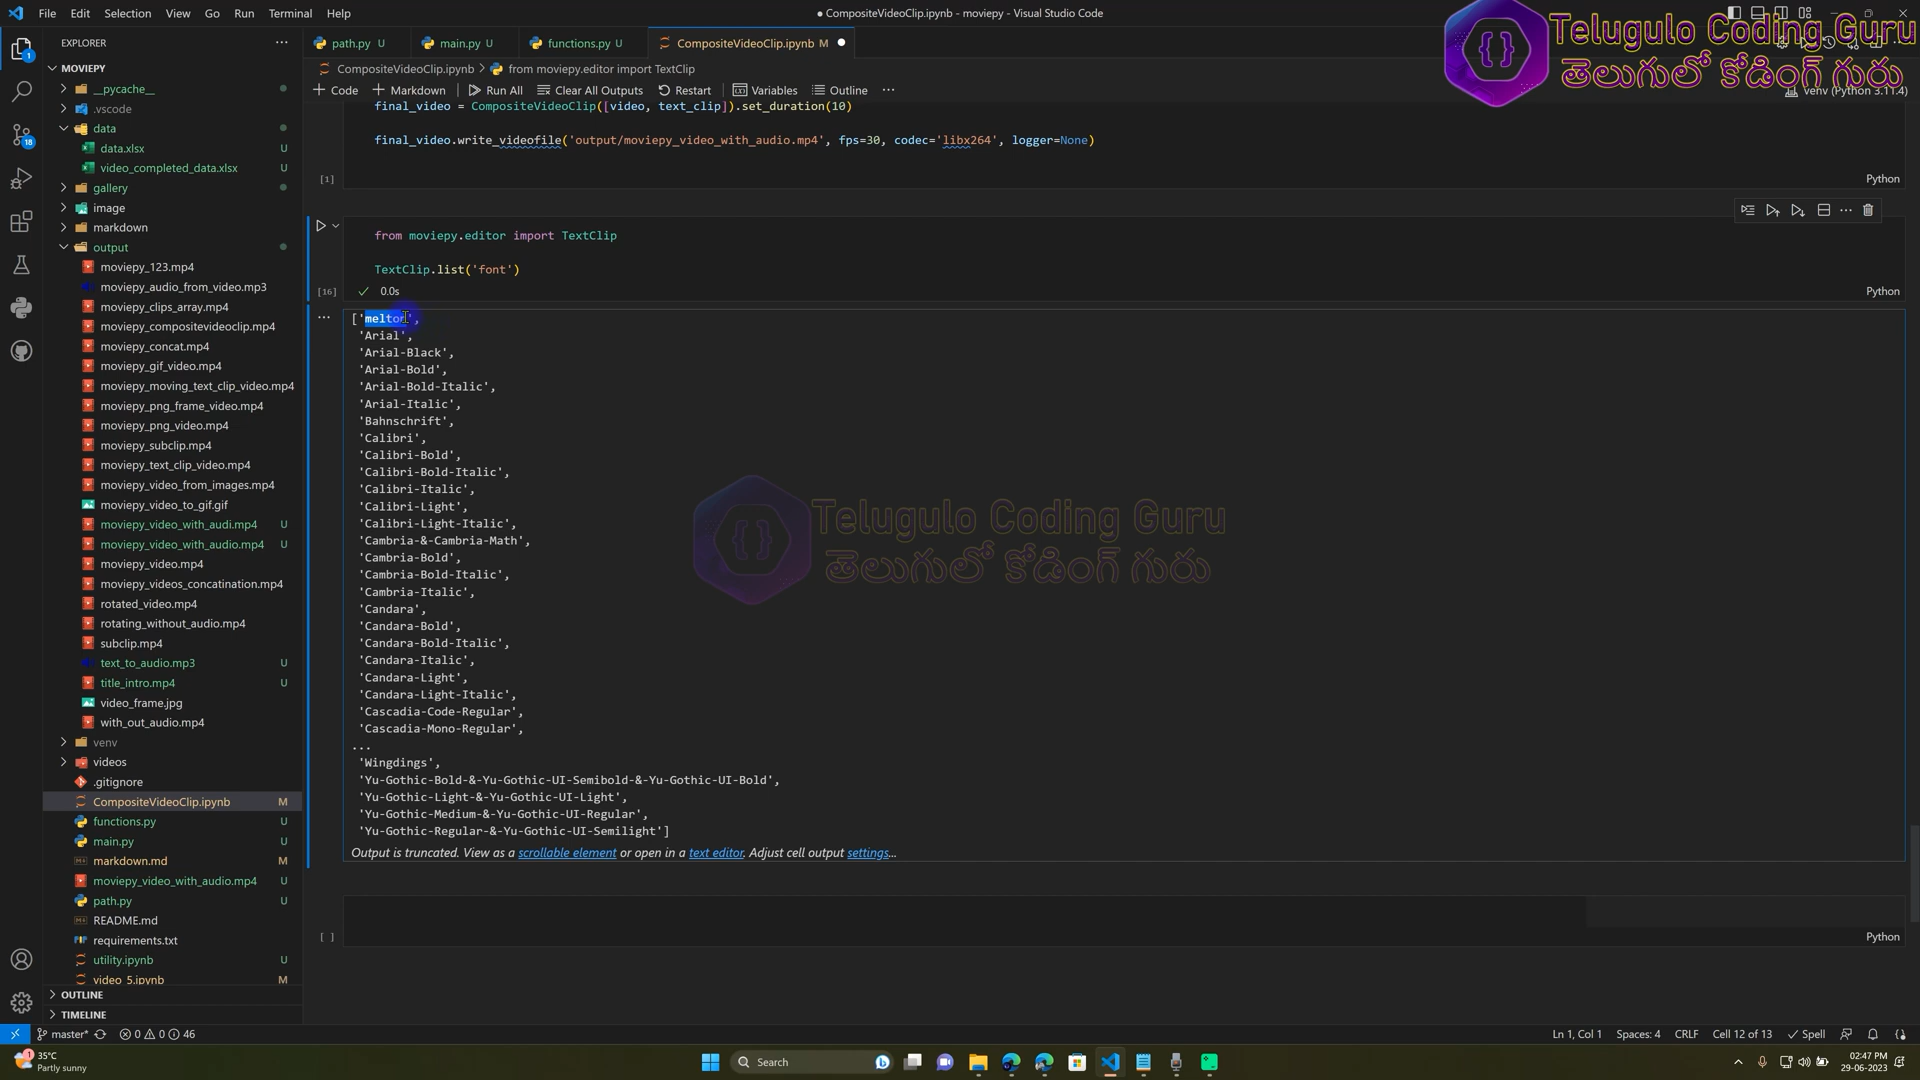 File Edit Selection View Go Run Terminal Help
● CompositeVideoClip.ipynb - moviepy - Visual Studio Code
Telugulo Coding Guru
తెలుగులో కోడింగ్ గురు
EXPLORER
MOVIEPY
__pycache__
.vscode
data
data.xlsx U
video_completed_data.xlsx U
gallery
image
markdown
output
moviepy_123.mp4
moviepy_audio_from_video.mp3
moviepy_clips_array.mp4
moviepy_compositevideoclip.mp4
moviepy_concat.mp4
moviepy_gif_video.mp4
moviepy_moving_text_clip_video.mp4
moviepy_png_frame_video.mp4
moviepy_png_video.mp4
moviepy_subclip.mp4
moviepy_text_clip_video.mp4
moviepy_video_from_images.mp4
moviepy_video_to_gif.gif
moviepy_video_with_audi.mp4 U
moviepy_video_with_audio.mp4 U
moviepy_video.mp4
moviepy_videos_concatination.mp4
rotated_video.mp4
rotating_without_audio.mp4
subclip.mp4
text_to_audio.mp3 U
title_intro.mp4 U
video_frame.jpg
with_out_audio.mp4
venv
videos
.gitignore
CompositeVideoClip.ipynb M
functions.py U
main.py U
markdown.md M
moviepy_video_with_audio.mp4 U
path.py U
README.md
requirements.txt
utility.ipynb U
video_5.ipynb M
OUTLINE
TIMELINE
path.py U main.py U functions.py U CompositeVideoClip.ipynb M ●
CompositeVideoClip.ipynb > from moviepy.editor import TextClip
+ Code + Markdown Run All Clear All Outputs Restart Variables Outline ...
venv (Python 3.11.4)
final_video = CompositeVideoClip([video, text_clip]).set_duration(10)
final_video.write_videofile('output/moviepy_video_with_audio.mp4', fps=30, codec='libx264', logger=None)
[1] Python
from moviepy.editor import TextClip
TextClip.list('font')
[16] ✓ 0.0s Python
['melton',
'Arial',
'Arial-Black',
'Arial-Bold',
'Arial-Bold-Italic',
'Arial-Italic',
'Bahnschrift',
'Calibri',
'Calibri-Bold',
'Calibri-Bold-Italic',
'Calibri-Italic',
'Calibri-Light',
'Calibri-Light-Italic',
'Cambria-&-Cambria-Math',
'Cambria-Bold',
'Cambria-Bold-Italic',
'Cambria-Italic',
'Candara',
'Candara-Bold',
'Candara-Bold-Italic',
'Candara-Italic',
'Candara-Light',
'Candara-Light-Italic',
'Cascadia-Code-Regular',
'Cascadia-Mono-Regular',
...
'Wingdings',
'Yu-Gothic-Bold-&-Yu-Gothic-UI-Semibold-&-Yu-Gothic-UI-Bold',
'Yu-Gothic-Light-&-Yu-Gothic-UI-Light',
'Yu-Gothic-Medium-&-Yu-Gothic-UI-Regular',
'Yu-Gothic-Regular-&-Yu-Gothic-UI-Semilight']
Output is truncated. View as a scrollable element or open in a text editor. Adjust cell output settings...
Telugulo Coding Guru
తెలుగులో కోడింగ్ గురు
[ ] Python
18
master* 0 0 46
Ln 1, Col 1 Spaces: 4 CRLF Cell 12 of 13 Spell
35°C
Partly sunny
Search
02:47 PM
29-06-2023